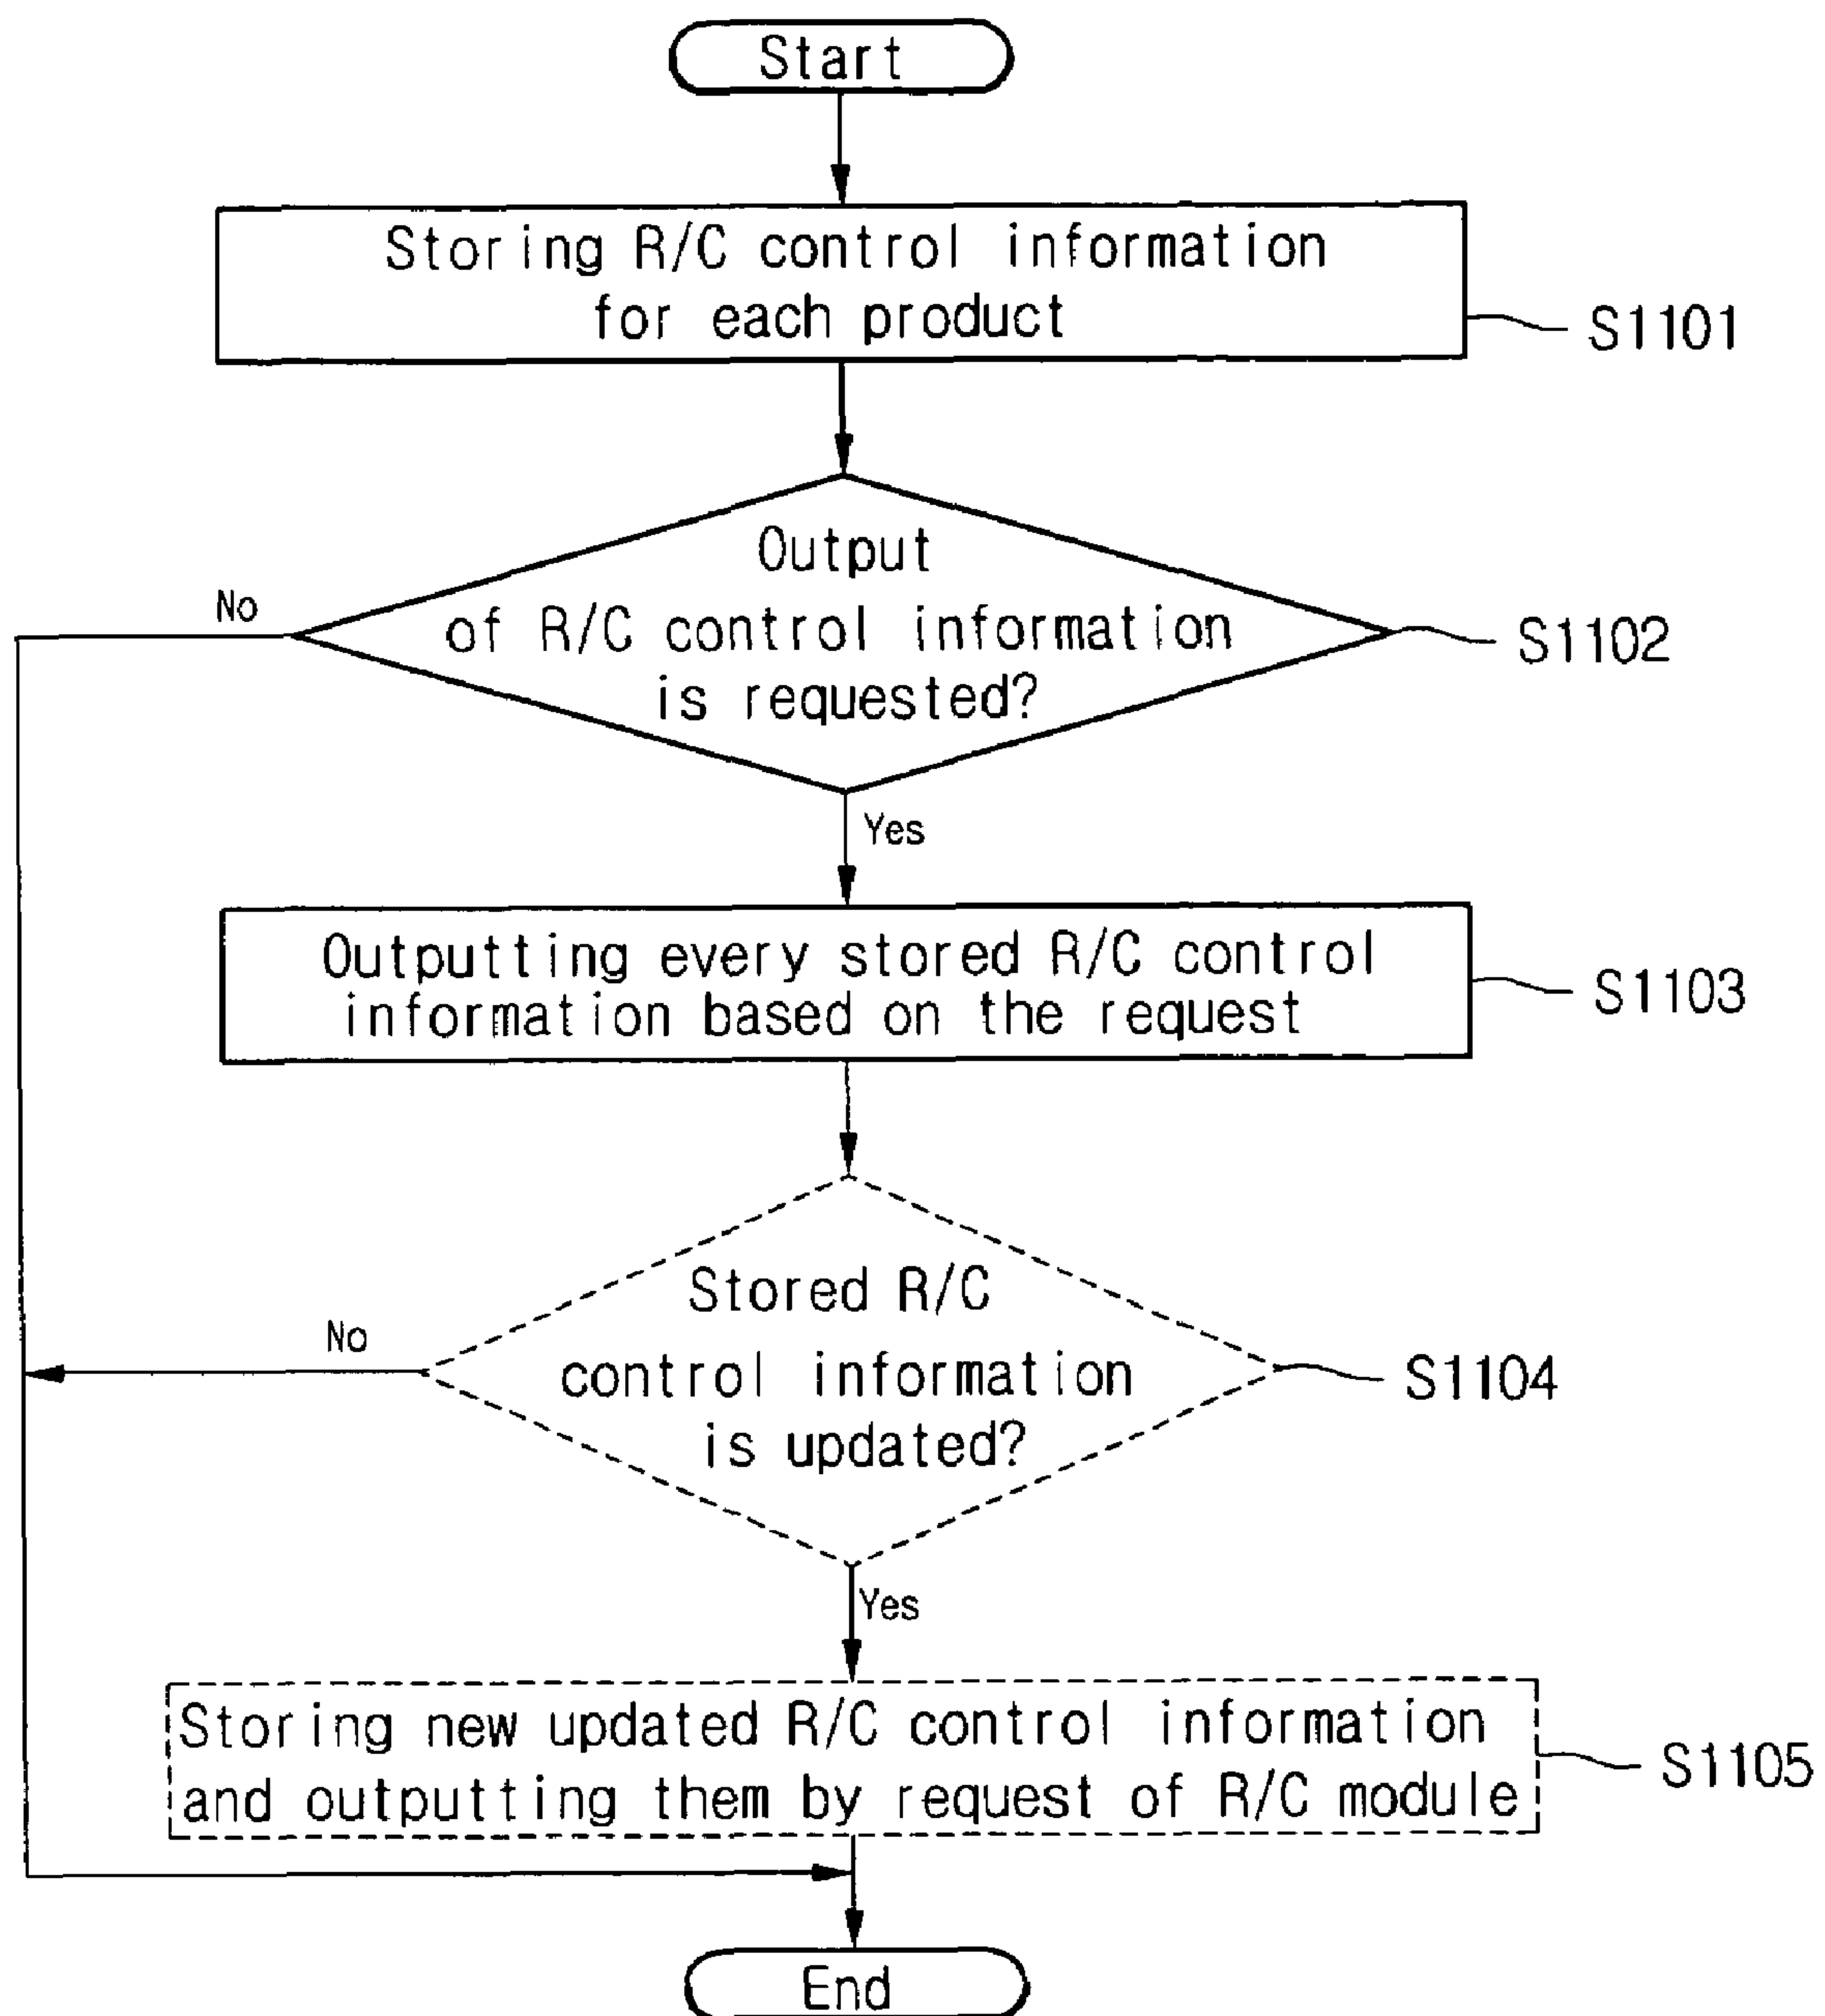 Start
Storing R/C control information
for each product
S1101
Output
of R/C control information
is requested?
No
S1102
Yes
Outputting every stored R/C control
information based on the request
S1103
Stored R/C
control information
is updated?
No
S1104
Yes
Storing new updated R/C control information
and outputting them by request of R/C module
S1105
End